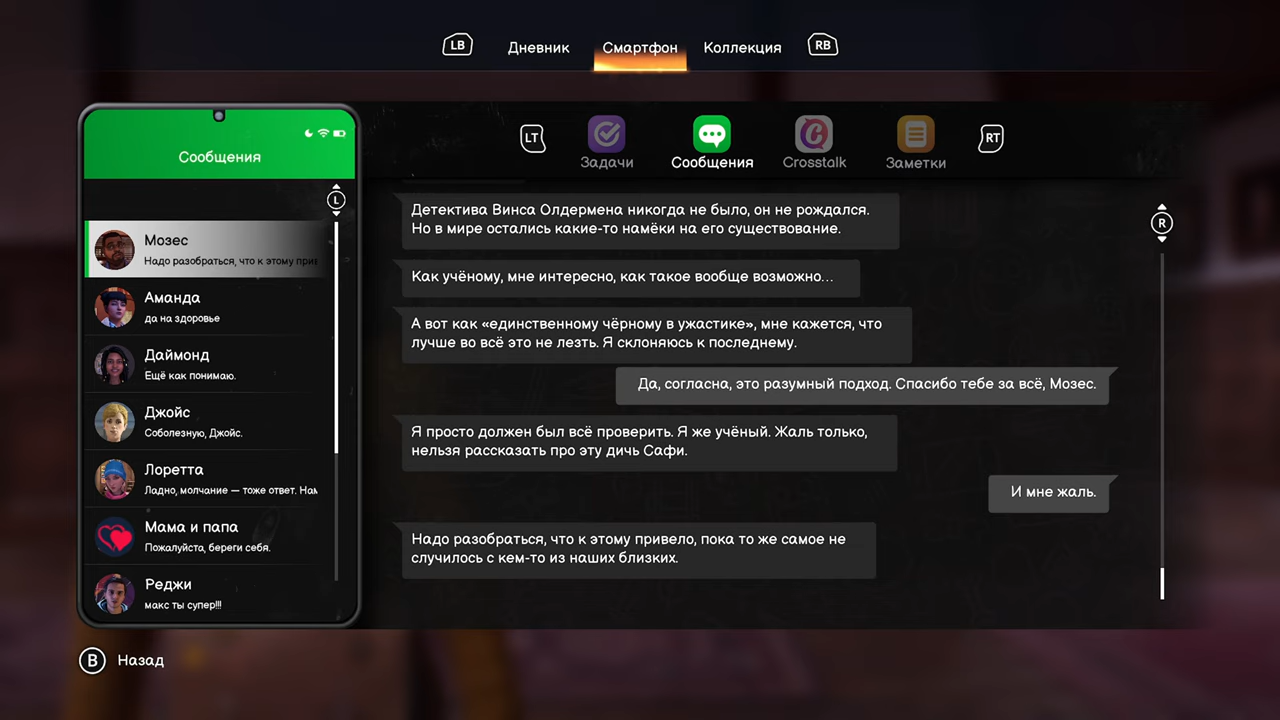 LB
Дневник
Смартфон
Коллекция
RB
Сообщения
LT
Задачи
Сообщения
Crosstalk
Заметки
RT
L
Мозес
Надо разобраться, что к этому при
Аманда
да на здоровье
Даймонд
Ещё как понимаю.
Джойс
Соболезную, Джойс.
Лоретта
Ладно, молчание — тоже ответ. Нам
Мама и папа
Пожалуйста, береги себя.
Реджи
макс ты супер!!!
Детектива Винса Олдермена никогда не было, он не рождался.
Но в мире остались какие-то намёки на его существование.
Как учёному, мне интересно, как такое вообще возможно...
А вот как «единственному чёрному в ужастике», мне кажется, что
лучше во всё это не лезть. Я склоняюсь к последнему.
Да, согласна, это разумный подход. Спасибо тебе за всё, Мозес.
Я просто должен был всё проверить. Я же учёный. Жаль только,
нельзя рассказать про эту дичь Сафи.
И мне жаль.
Надо разобраться, что к этому привело, пока то же самое не
случилось с кем-то из наших близких.
R
B
Назад